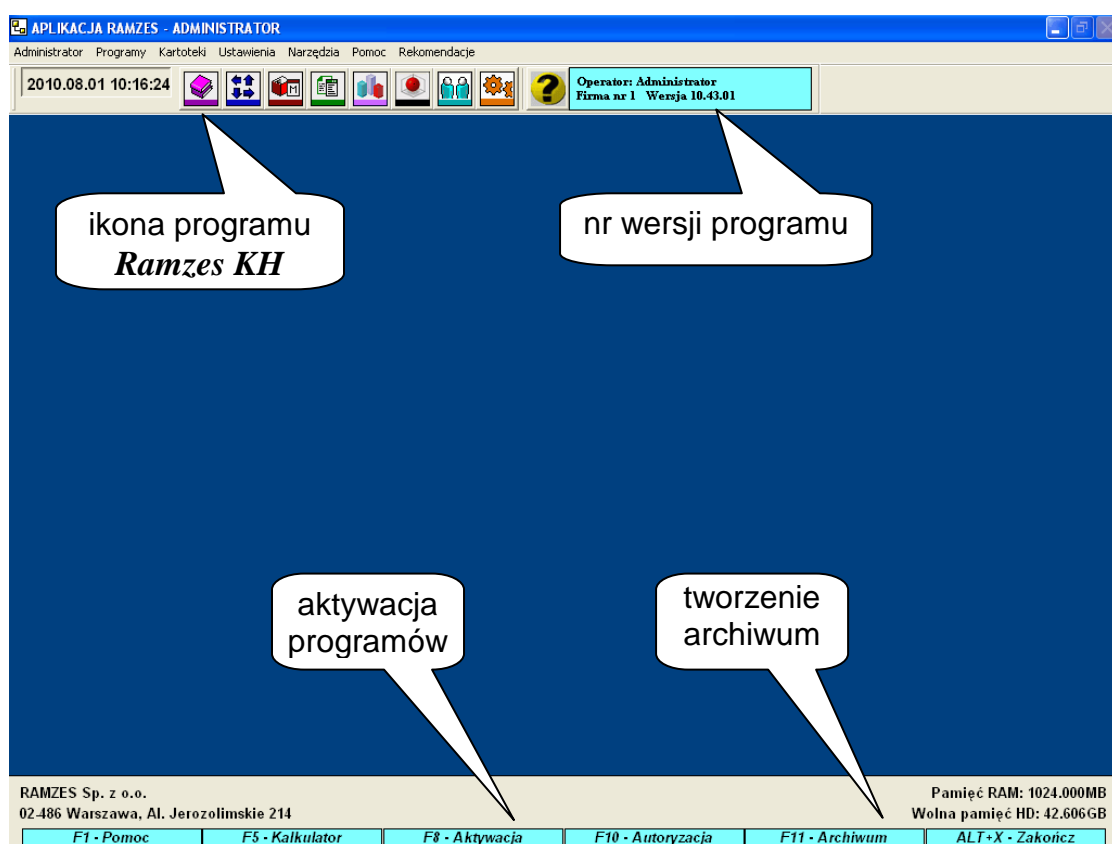 APLIKACJA RAMZES - ADMINISTRATOR
Administrator Programy Kartoteki Ustawienia Narzędzia Pomoc Rekomendacje
2010.08.01 10:16:24
M
?
Operator: Administrator
Firma nr 1 Wersja 10.43.01
ikona programu
Ramzes KH
nr wersji programu
aktywacja
programów
tworzenie
archiwum
RAMZES Sp. z o.o.
02-486 Warszawa, Al. Jerozolimskie 214
Pamięć RAM: 1024.000MB
Wolna pamięć HD: 42.606GB
F1 - Pomoc F5 - Kalkulator F8 - Aktywacja F10 - Autoryzacja F11 - Archiwum ALT+X - Zakończ